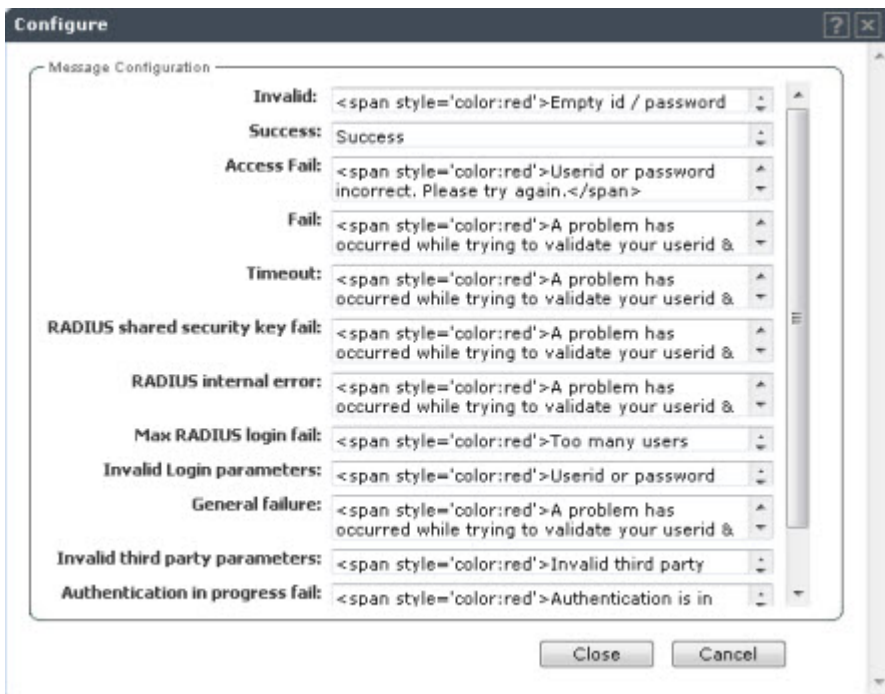 Configure
? x
Message Configuration
Invalid: <span style='color:red'>Empty id / password
Success: Success
Access Fail: <span style='color:red'>Userid or password
incorrect. Please try again.</span>
Fail: <span style='color:red'>A problem has
occurred while trying to validate your userid &
Timeout: <span style='color:red'>A problem has
occurred while trying to validate your userid &
RADIUS shared security key fail: <span style='color:red'>A problem has
occurred while trying to validate your userid &
RADIUS internal error: <span style='color:red'>A problem has
occurred while trying to validate your userid &
Max RADIUS login fail: <span style='color:red'>Too many users
Invalid Login parameters: <span style='color:red'>Userid or password
General failure: <span style='color:red'>A problem has
occurred while trying to validate your userid &
Invalid third party parameters: <span style='color:red'>Invalid third party
Authentication in progress fail: <span style='color:red'>Authentication is in
Close Cancel